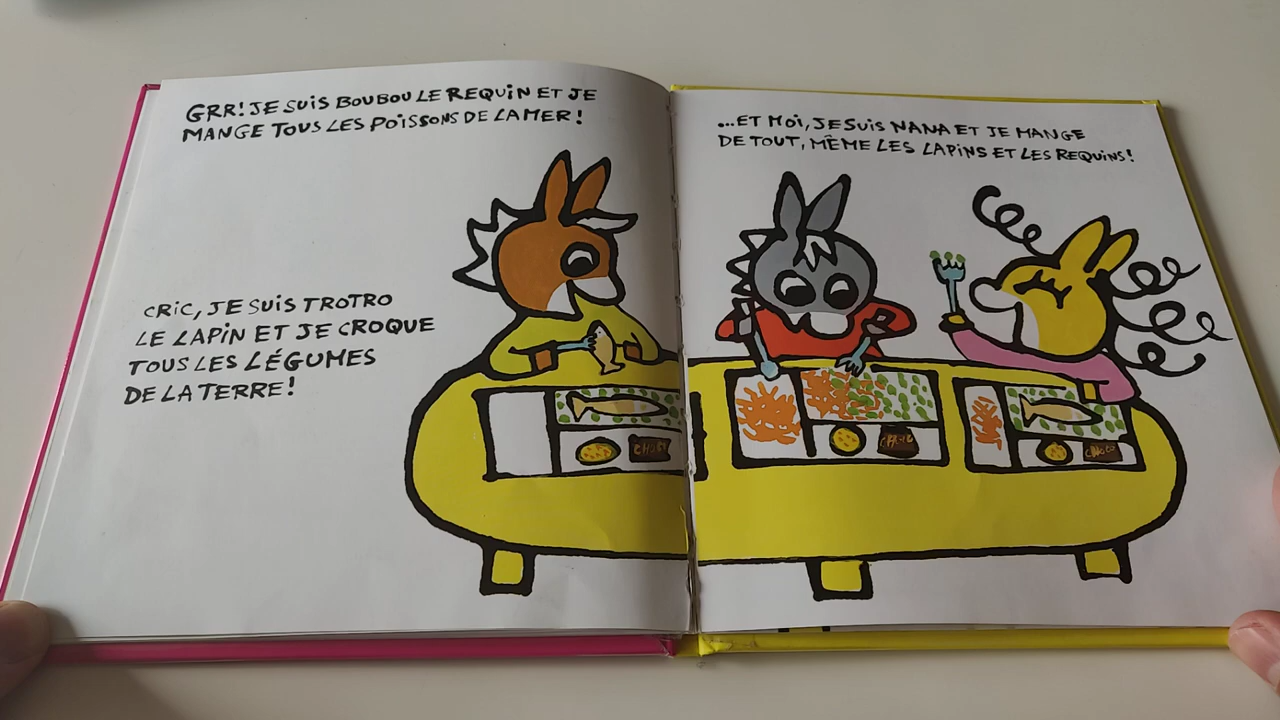 GRR! JE SUIS BOUBOU LE REQUIN ET JE
MANGE TOUS LES POISSONS DE LA MER !
CRIC, JE SUIS TROTRO
LE LAPIN ET JE CROQUE
TOUS LES LÉGUMES
DE LA TERRE !
...ET MOI, JE SUIS NANA ET JE MANGE
DE TOUT, MÊME LES LAPINS ET LES REQUINS !
CHOCO